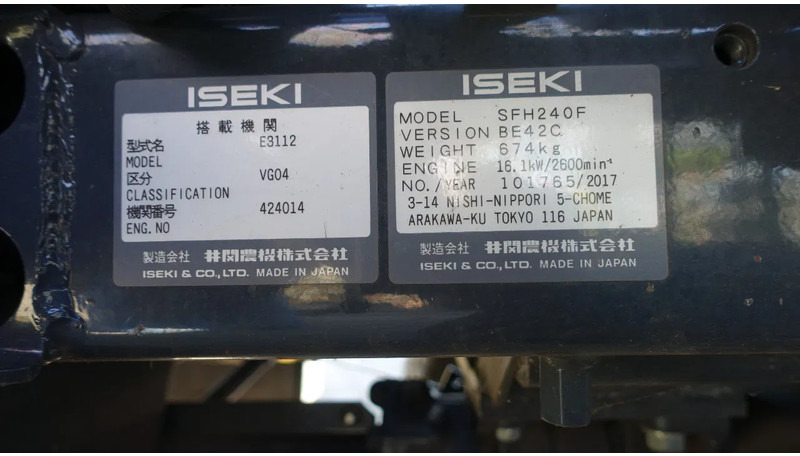 ISEKI
搭載機関
型式名 E3112
MODEL
区分 VG04
CLASSIFICATION
機関番号 424014
ENG. NO
製造会社 井関農機株式会社
ISEKI & CO., LTD. MADE IN JAPAN
ISEKI
MODEL SFH240F
VERSION BE42C
WEIGHT 674kg
ENGINE 16.1kW/2600min⁻¹
NO./YEAR 101765/2017
3-14 NISHI-NIPPORI 5-CHOME
ARAKAWA-KU TOKYO 116 JAPAN
製造会社 井関農機株式会社
ISEKI & CO., LTD. MADE IN JAPAN